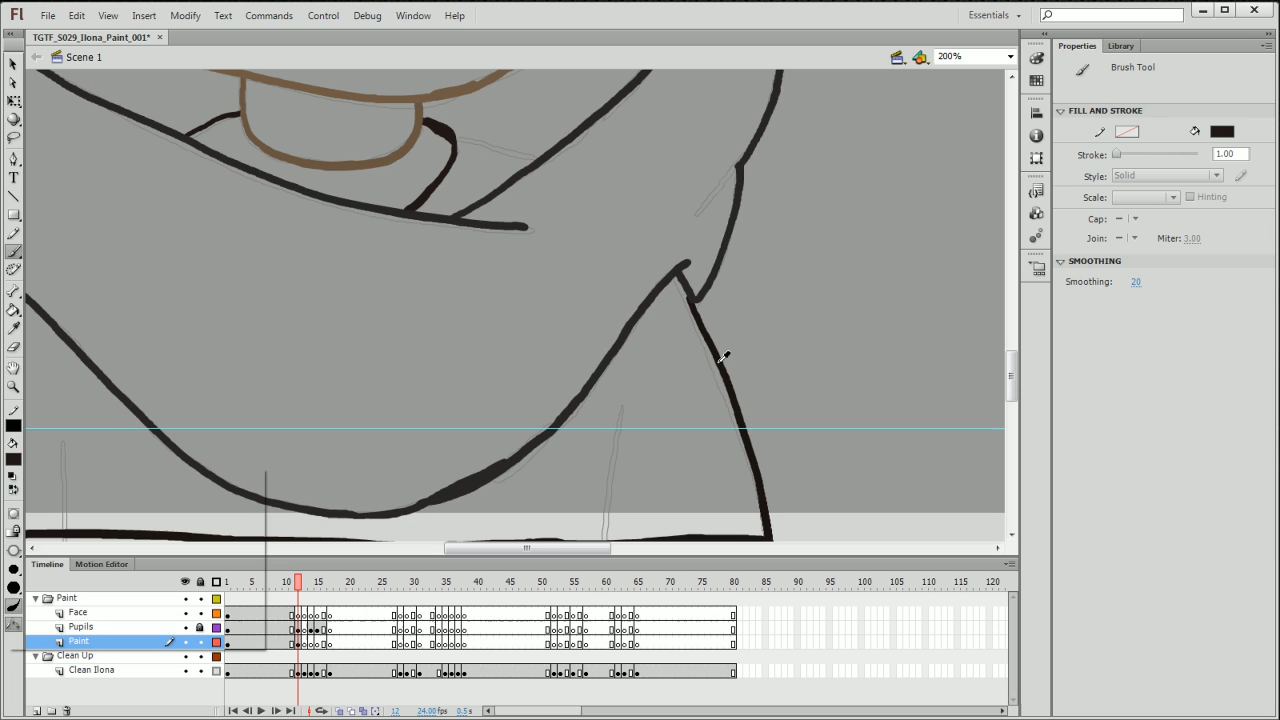 Fl File Edit View Insert Modify Text Commands Control Debug Window Help Essentials
TGTF_S029_Ilona_Paint_001* ×
Scene 1 200%
Properties Library
Brush Tool
FILL AND STROKE
Stroke: 1.00
Style: Solid
Scale: Hinting
Cap:
Join: Miter: 3.00
SMOOTHING
Smoothing: 20
T
Timeline Motion Editor
1 5 10 15 20 25 30 35 40 45 50 55 60 65 70 75 80 85 90 95 100 105 110 115 120
Paint
Face
Pupils
Paint
Clean Up
Clean Ilona
12 24.00 fps 0.5 s